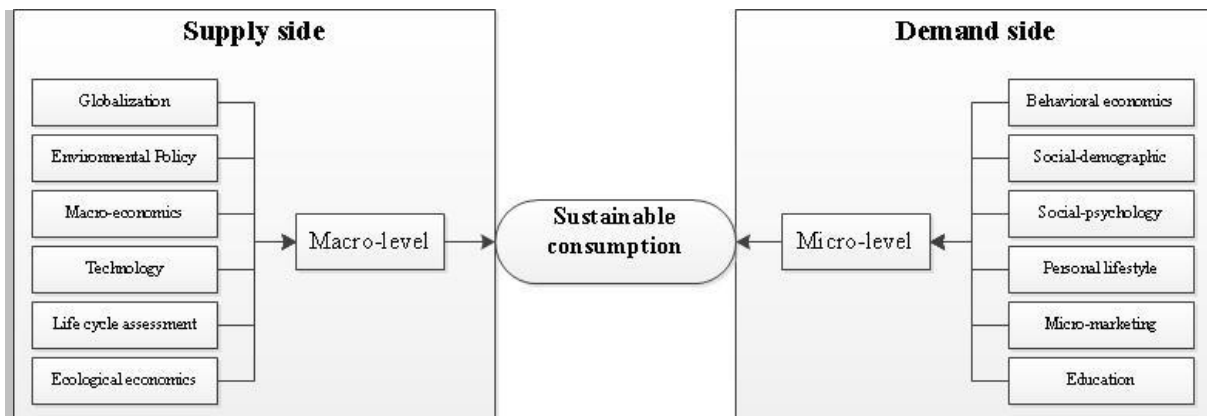 Supply side
Globalization
Environmental Policy
Macro-economics
Technology
Life cycle assessment
Ecological economics
Macro-level
Sustainable
consumption
Demand side
Micro-level
Behavioral economics
Social-demographic
Social-psychology
Personal lifestyle
Micro-marketing
Education